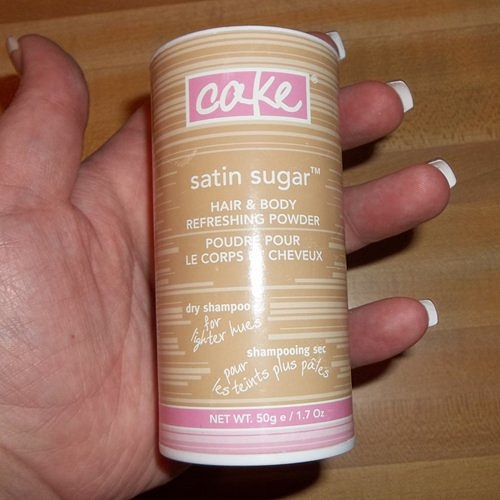 cake®
satin sugar™
HAIR & BODY
REFRESHING POWDER
POUDRE POUR
LE CORPS ET CHEVEUX
dry shampoo
for
lighter hues
shampooing sec
pour
les teints plus pâles
NET WT. 50g e / 1.7 Oz